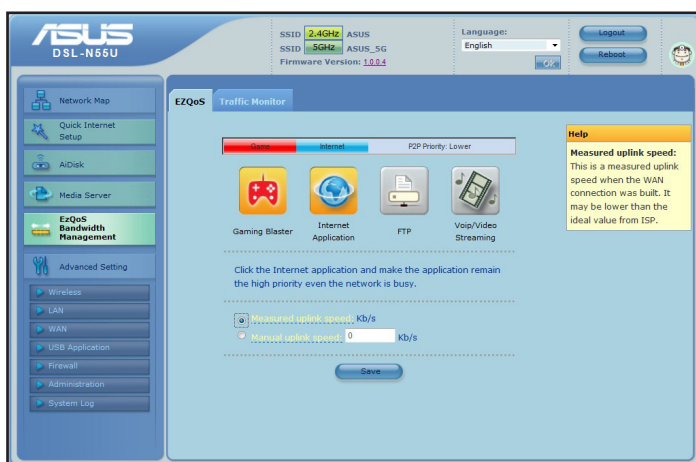 ASUS
DSL-N55U
SSID 2.4GHz ASUS
SSID 5GHz ASUS_5G
Firmware Version: 1.0.0.4
Language:
English
OK
Logout
Reboot
Network Map
Quick Internet
Setup
AiDisk
Media Server
EzQoS
Bandwidth
Management
Advanced Setting
Wireless
LAN
WAN
USB Application
Firewall
Administration
System Log
EZQoS
Traffic Monitor
Game
Internet
P2P Priority: Lower
Gaming Blaster
Internet
Application
FTP
Voip/Video
Streaming
Click the Internet application and make the application remain
the high priority even the network is busy.
Measured uplink speed: Kb/s
Manual uplink speed: 0 Kb/s
Save
Help
Measured uplink speed:
This is a measured uplink
speed when the WAN
connection was built. It
may be lower than the
ideal value from ISP.